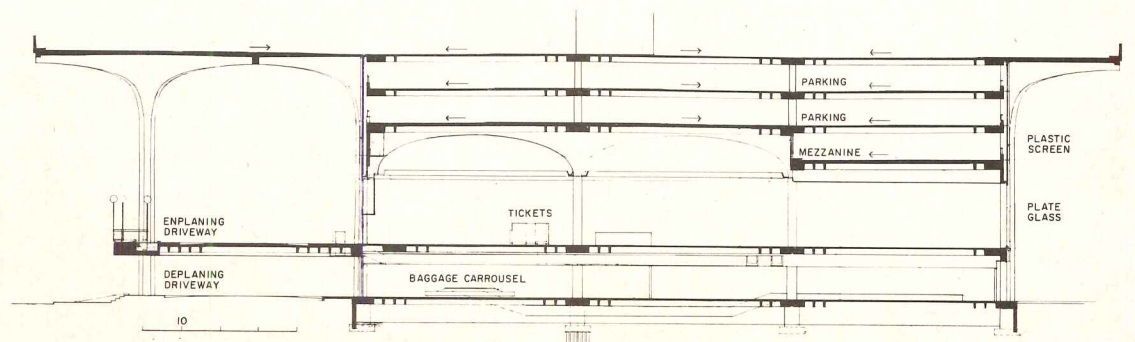 PARKING
PARKING
PLASTIC
SCREEN
MEZZANINE
ENPLANING
DRIVEWAY
TICKETS
PLATE
GLASS
DEPLANING
DRIVEWAY
BAGGAGE CARROUSEL
10